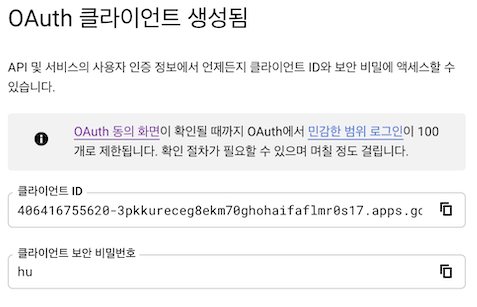 OAuth 클라이언트 생성됨
API 및 서비스의 사용자 인증 정보에서 언제든지 클라이언트 ID와 보안 비밀에 액세스할 수
있습니다.
OAuth 동의 화면이 확인될 때까지 OAuth에서 민감한 범위 로그인이 100
개로 제한됩니다. 확인 절차가 필요할 수 있으며 며칠 정도 걸립니다.
클라이언트 ID
406416755620-3pkkureceg8ekm70ghohaifaflmr0s17.apps.gc
클라이언트 보안 비밀번호
hu